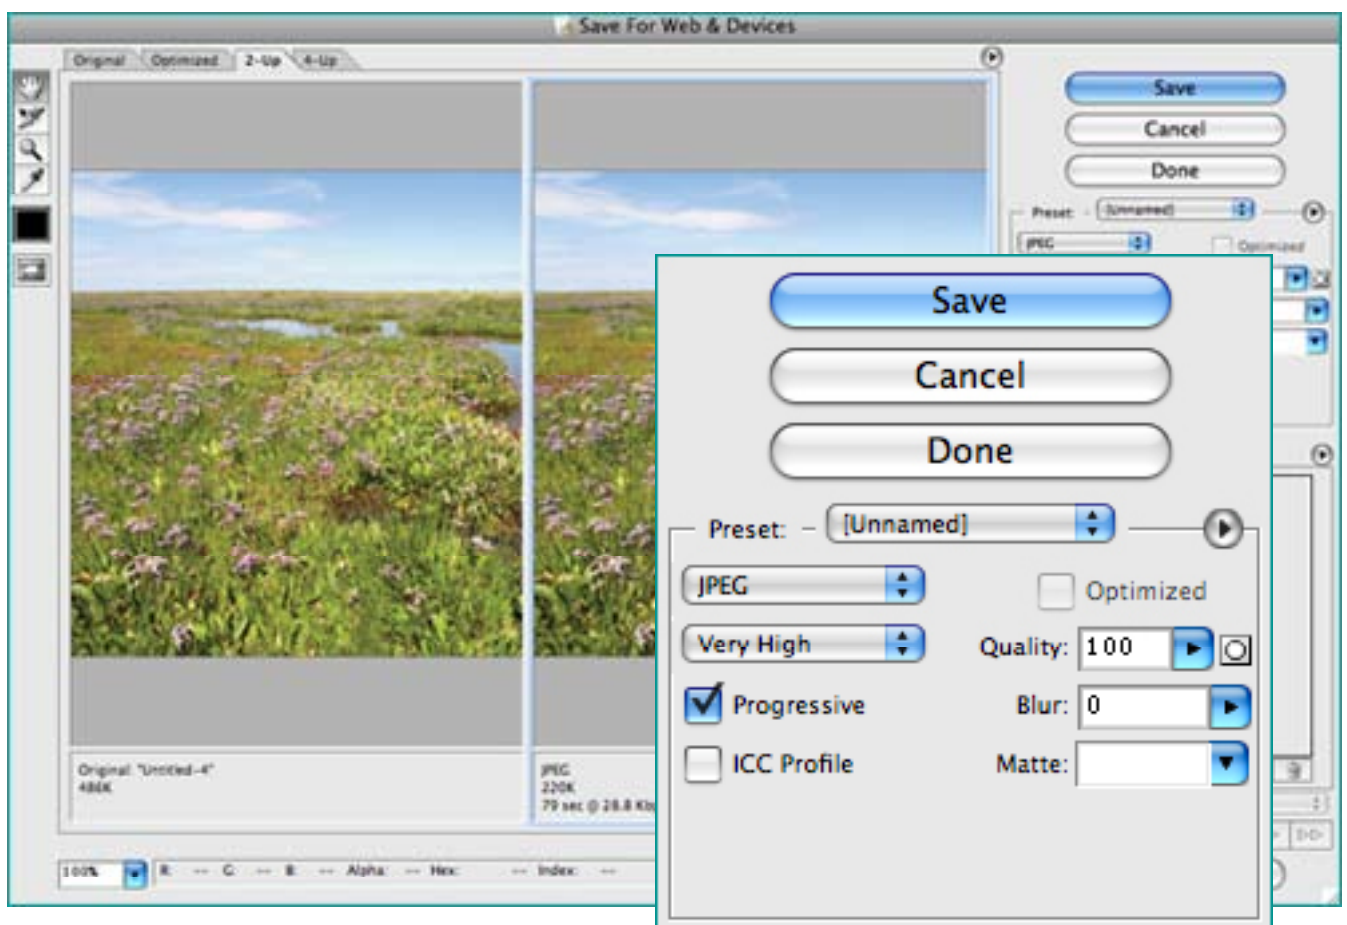 Save For Web & Devices
Original
Optimized
2-Up
4-Up
Save
Cancel
Done
Preset: [Unnamed]
JPEG
Optimized
Save
Cancel
Done
Preset: [Unnamed]
JPEG
Optimized
Very High
Quality: 100
Progressive
Blur: 0
ICC Profile
Matte:
Original: "Untitled-4"
486K
JPEG
220K
79 sec @ 28.8 Kb
100% R: -- G: -- B: -- Alpha: -- Hex: -- Index: --